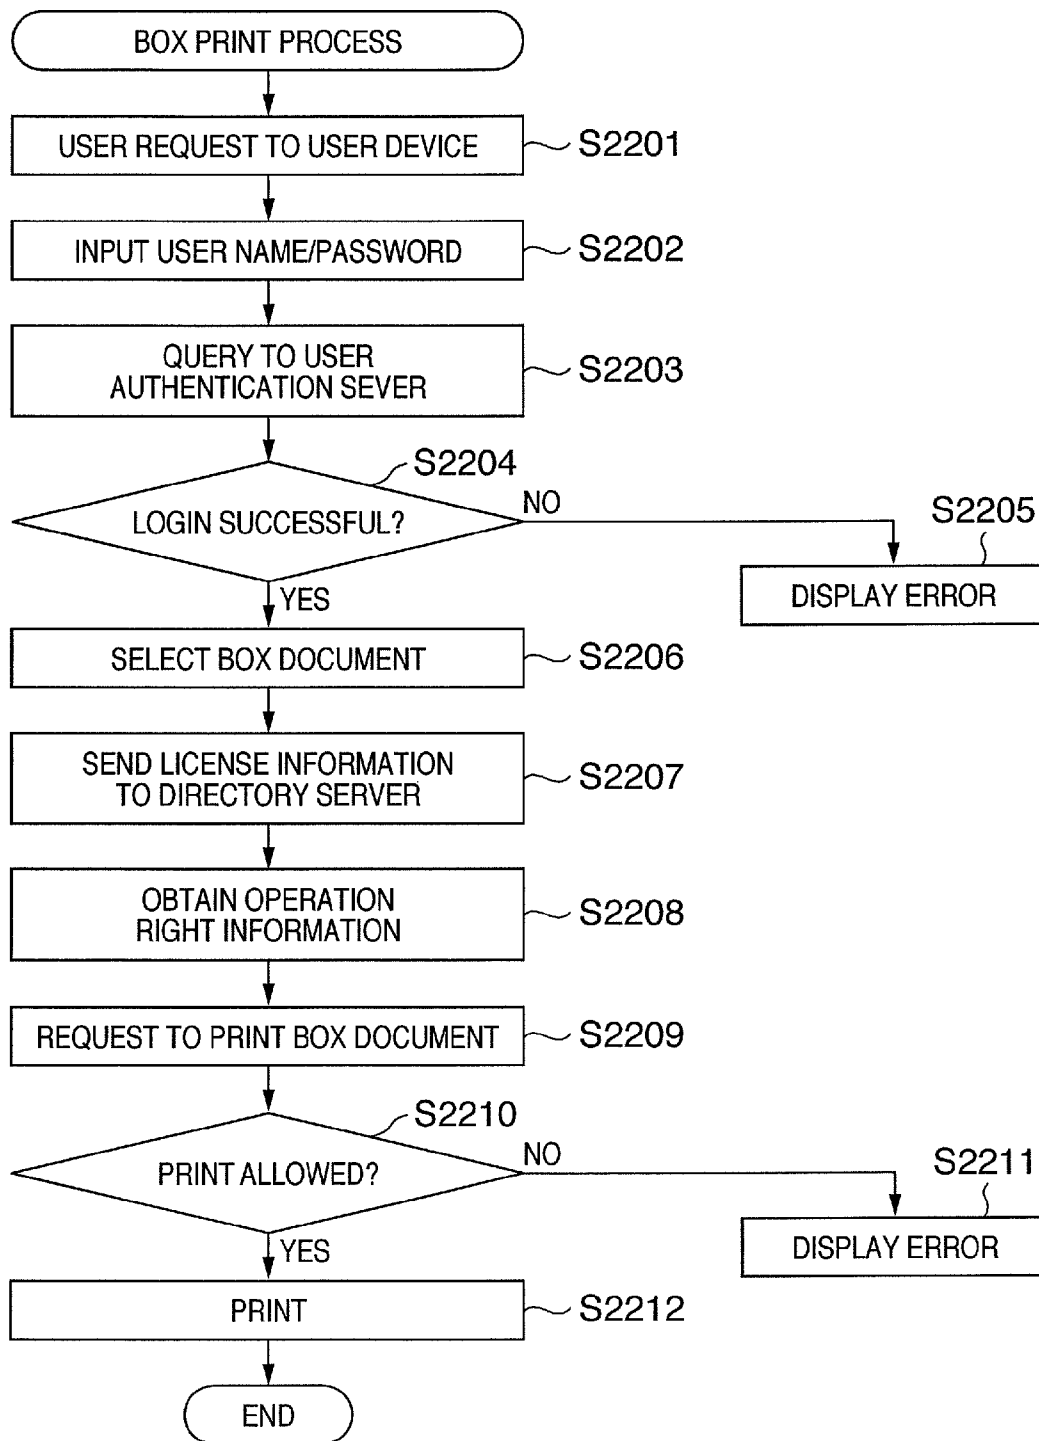 BOX PRINT PROCESS
USER REQUEST TO USER DEVICE
S2201
INPUT USER NAME/PASSWORD
S2202
QUERY TO USER
AUTHENTICATION SEVER
S2203
S2204
LOGIN SUCCESSFUL?
NO
S2205
DISPLAY ERROR
YES
SELECT BOX DOCUMENT
S2206
SEND LICENSE INFORMATION
TO DIRECTORY SERVER
S2207
OBTAIN OPERATION
RIGHT INFORMATION
S2208
REQUEST TO PRINT BOX DOCUMENT
S2209
S2210
PRINT ALLOWED?
NO
S2211
DISPLAY ERROR
YES
PRINT
S2212
END